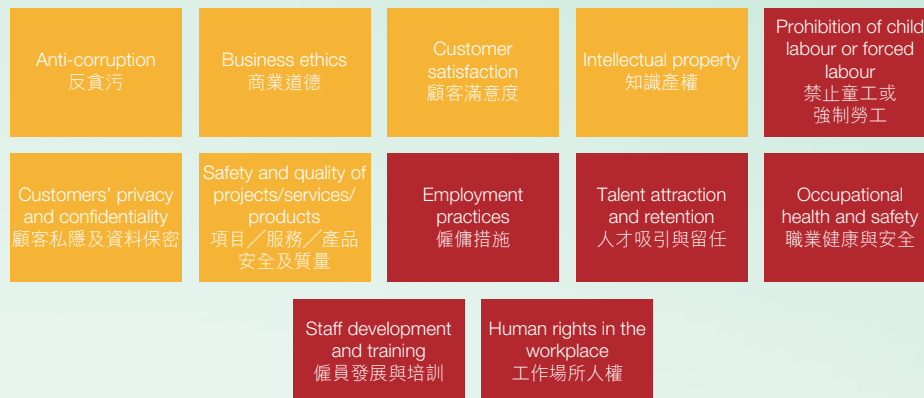 Anti-corruption
反貪污
Business ethics
商業道德
Customer
satisfaction
顧客滿意度
Intellectual property
知識產權
Prohibition of child
labour or forced
labour
禁止童工或
強制勞工
Customers' privacy
and confidentiality
顧客私隱及資料保密
Safety and quality of
projects/services/
products
項目╱服務╱產品
安全及質量
Employment
practices
僱傭措施
Talent attraction
and retention
人才吸引與留任
Occupational
health and safety
職業健康與安全
Staff development
and training
僱員發展與培訓
Human rights in the
workplace
工作場所人權